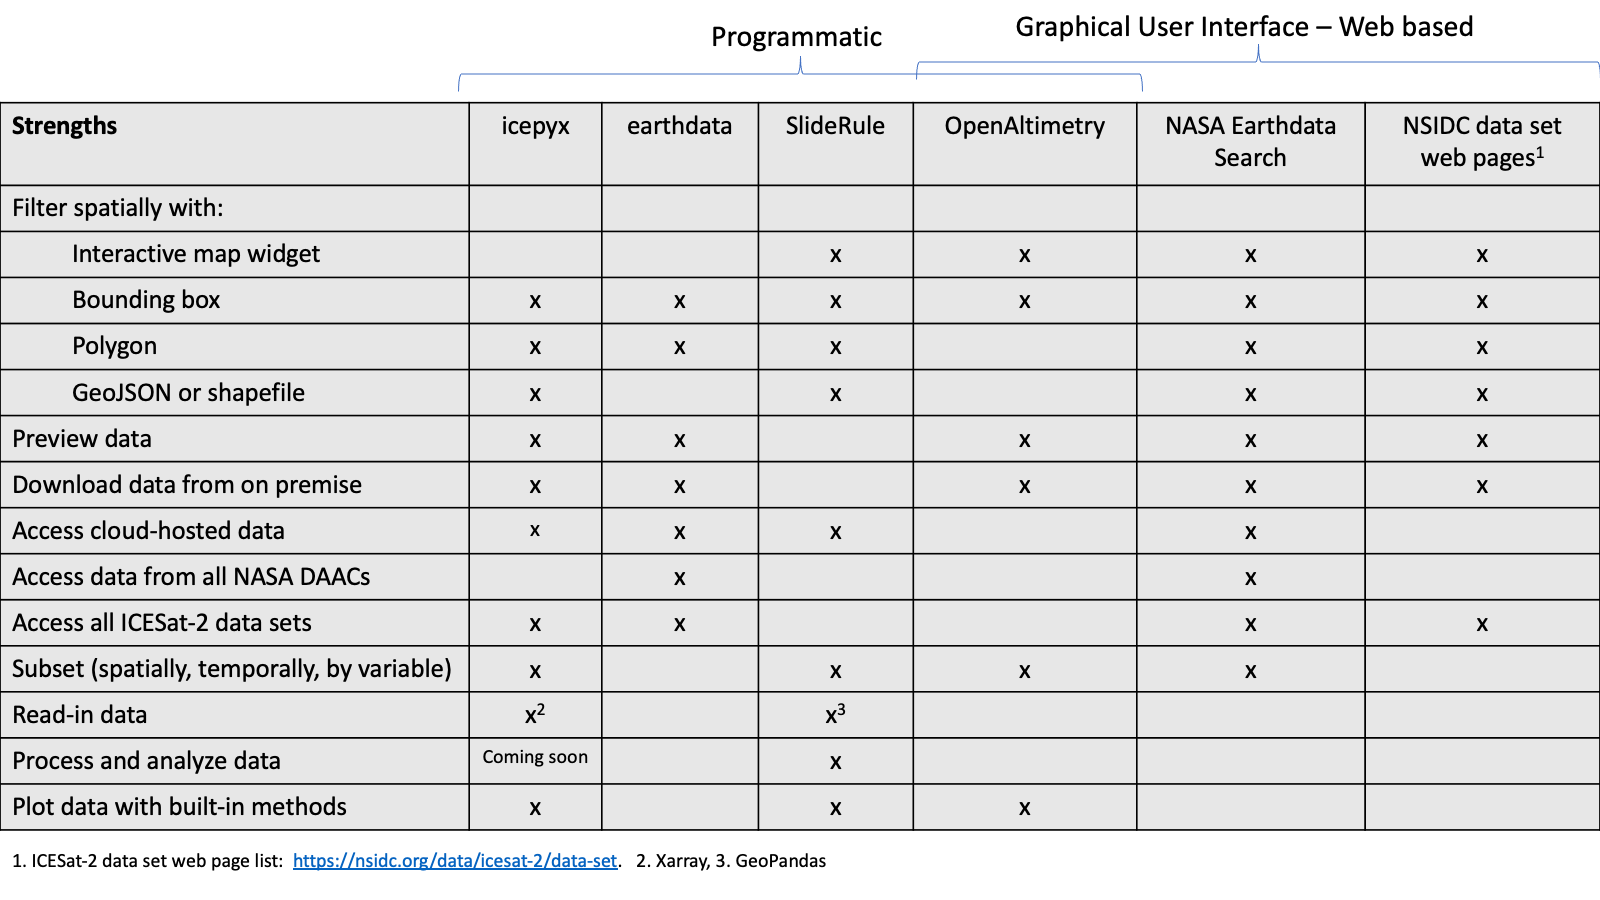 Programmatic
Graphical User Interface – Web based
Strengths icepyx earthdata SlideRule OpenAltimetry NASA Earthdata Search NSIDC data set web pages1
Filter spatially with:
Interactive map widget x x x x
Bounding box x x x x x x
Polygon x x x x x
GeoJSON or shapefile x x x x
Preview data x x x x x
Download data from on premise x x x x x
Access cloud-hosted data x x x x
Access data from all NASA DAACs x x
Access all ICESat-2 data sets x x x x
Subset (spatially, temporally, by variable) x x x x
Read-in data x2 x3
Process and analyze data Coming soon x
Plot data with built-in methods x x x
1. ICESat-2 data set web page list: https://nsidc.org/data/icesat-2/data-set. 2. Xarray, 3. GeoPandas